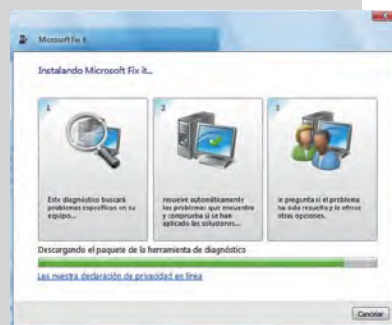 Microsoft Fix it
Instalando Microsoft Fix it...
1
Este diagnóstico buscará
problemas específicos en su
equipo...
2
resuelve automáticamente
los problemas que encuentra
y comprueba si se han
aplicado las soluciones...
3
le pregunta si el problema
ha sido resuelto y le ofrece
otras opciones.
Descargando el paquete de la herramienta de diagnóstico
Lea nuestra declaración de privacidad en línea
Cancelar